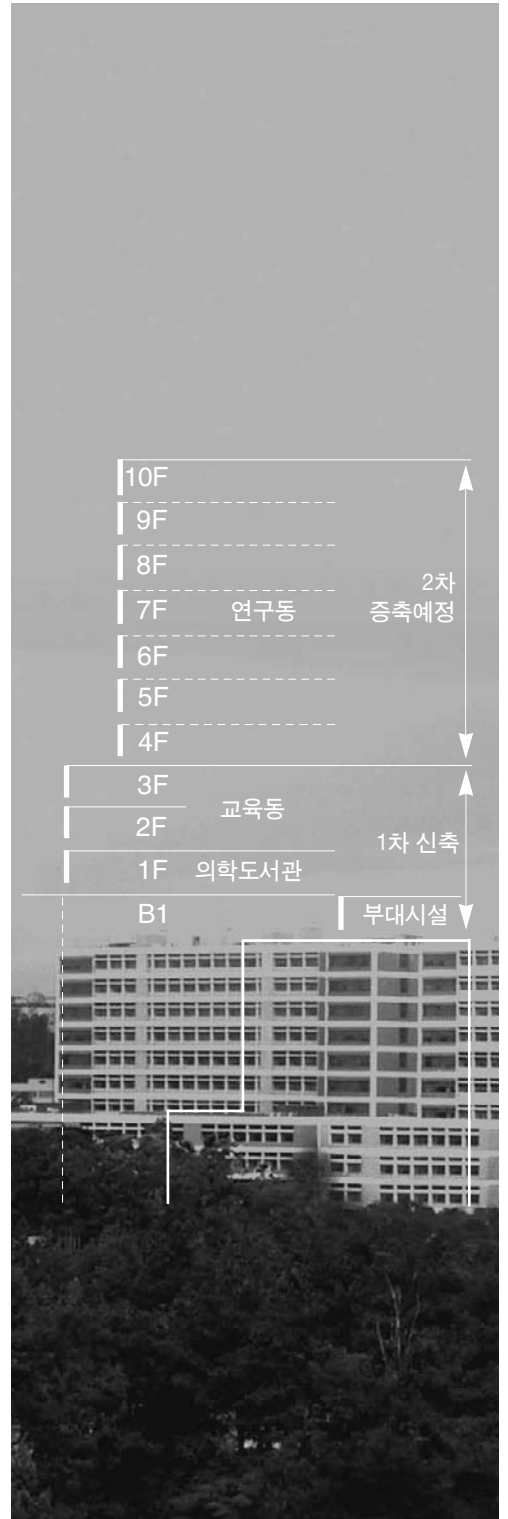 10F
9F
8F
2차
7F 연구동 증축예정
6F
5F
4F
3F
교육동
2F
1차 신축
1F 의학도서관
B1 부대시설